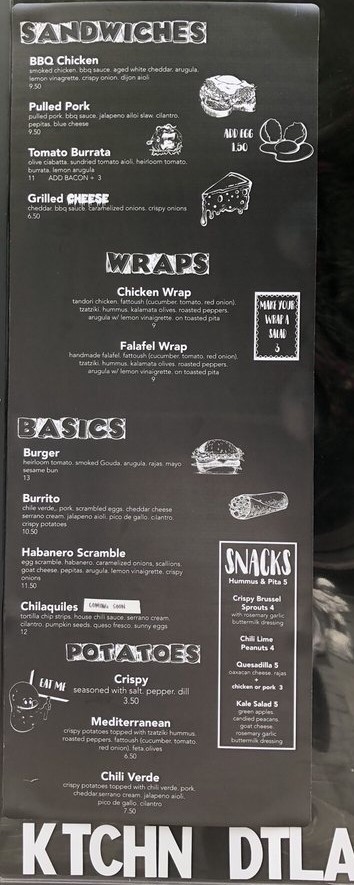 SANDWICHES
BBQ Chicken
smoked chicken, bbq sauce, aged white cheddar, arugula,
lemon vinagrette, crispy onion, dijon aioli
9.50
Pulled Pork
pulled pork, bbq sauce, jalapeno ailoi slaw, cilantro,
pepitas, blue cheese
9.50
ADD EGG
1.50
Tomato Burrata
olive ciabatta, sundried tomato aioli, heirloom tomato,
burrata, lemon arugula
11 ADD BACON + 3
Grilled CHEESE
cheddar, bbq sauce, caramelized onions, crispy onions
6.50
WRAPS
Chicken Wrap
tandori chicken, fattoush (cucumber, tomato, red onion),
tzatziki, hummus, kalamata olives, roasted peppers,
arugula w/ lemon vinaigrette, on toasted pita
9
Falafel Wrap
handmade falafel, fattoush (cucumber, tomato, red onion),
tzatziki, hummus, kalamata olives, roasted peppers,
arugula w/ lemon vinaigrette, on toasted pita
9
MAKE YOUR
WRAP A
SALAD
3
BASICS
Burger
heirloom tomato, smoked Gouda, arugula, rajas, mayo
sesame bun
13
Burrito
chile verde, pork, scrambled eggs, cheddar cheese
serrano cream, jalapeno aioli, pico de gallo, cilantro,
crispy potatoes
10.50
Habanero Scramble
egg scramble, habanero, caramelized onions, scallions,
goat cheese, pepitas, arugula, lemon vinaigrette, crispy
onions
11.50
Chilaquiles COMING SOON
tortilla chip strips, house chili sauce, serrano cream,
cilantro, pumpkin seeds, queso fresco, sunny eggs
12
SNACKS
Hummus & Pita 5
Crispy Brussel
Sprouts 4
with rosemary garlic
buttermilk dressing
Chili Lime
Peanuts 4
Quesadilla 5
oaxacan cheese, rajas
+
chicken or pork 3
Kale Salad 5
green apples,
candied peacans
goat cheese,
rosemary garlic
buttermilk dressing
POTATOES
EAT ME
Crispy
seasoned with salt, pepper, dill
3.50
Mediterranean
crispy potatoes topped with tzatziki hummus,
roasted peppers, fattoush (cucumber, tomato,
red onion), feta, olives
6.50
Chili Verde
crispy potatoes topped with chili verde, pork,
cheddar serrano cream, jalapeno aioli,
pico de gallo, cilantro
7.50
KTCHN DTLA